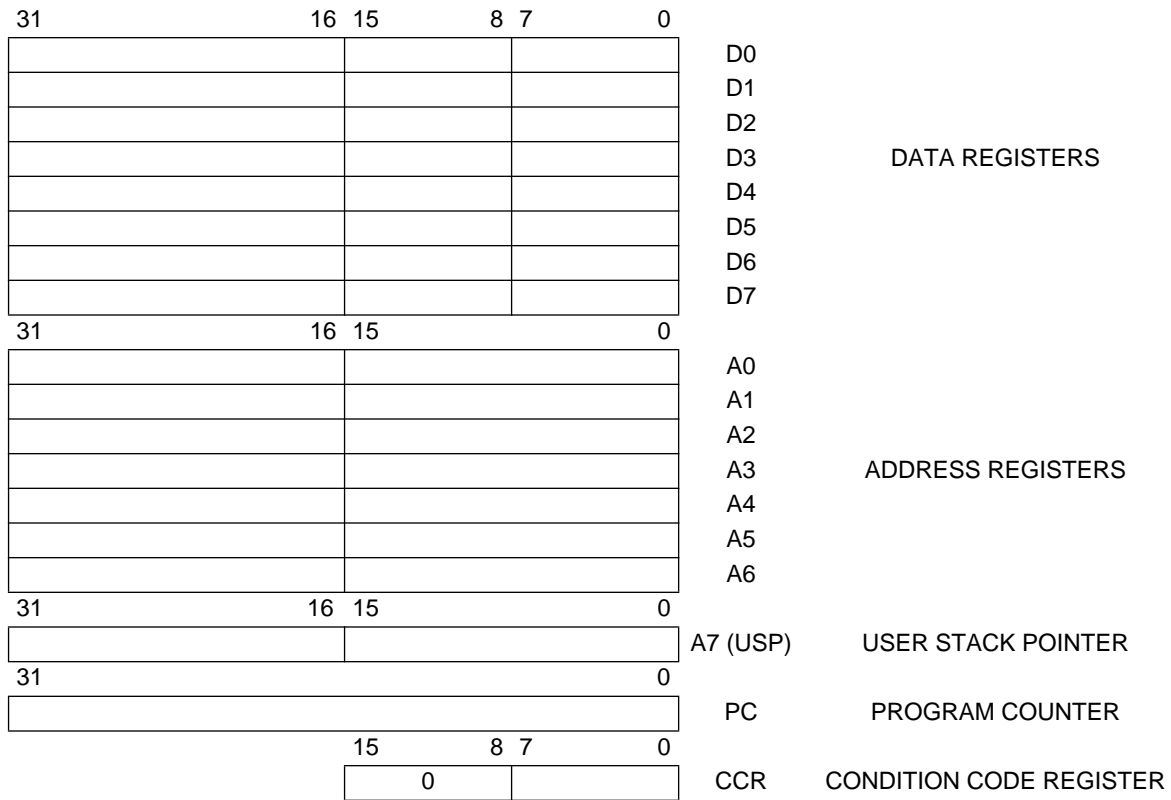 31 16 15 8 7 0
D0
D1
D2
D3 DATA REGISTERS
D4
D5
D6
D7
31 16 15 0
A0
A1
A2
A3 ADDRESS REGISTERS
A4
A5
A6
31 16 15 0
A7 (USP) USER STACK POINTER
31 0
PC PROGRAM COUNTER
15 8 7 0
0 CCR CONDITION CODE REGISTER